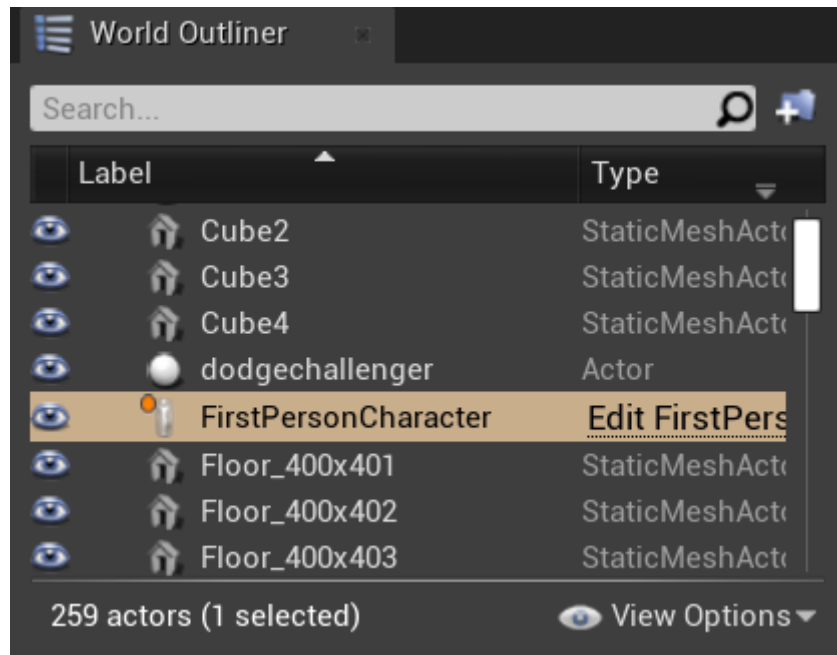 World Outliner
Search...
Label Type
Cube2 StaticMeshActo
Cube3 StaticMeshActo
Cube4 StaticMeshActo
dodgechallenger Actor
FirstPersonCharacter Edit FirstPers
Floor_400x401 StaticMeshActo
Floor_400x402 StaticMeshActo
Floor_400x403 StaticMeshActo
259 actors (1 selected) View Options